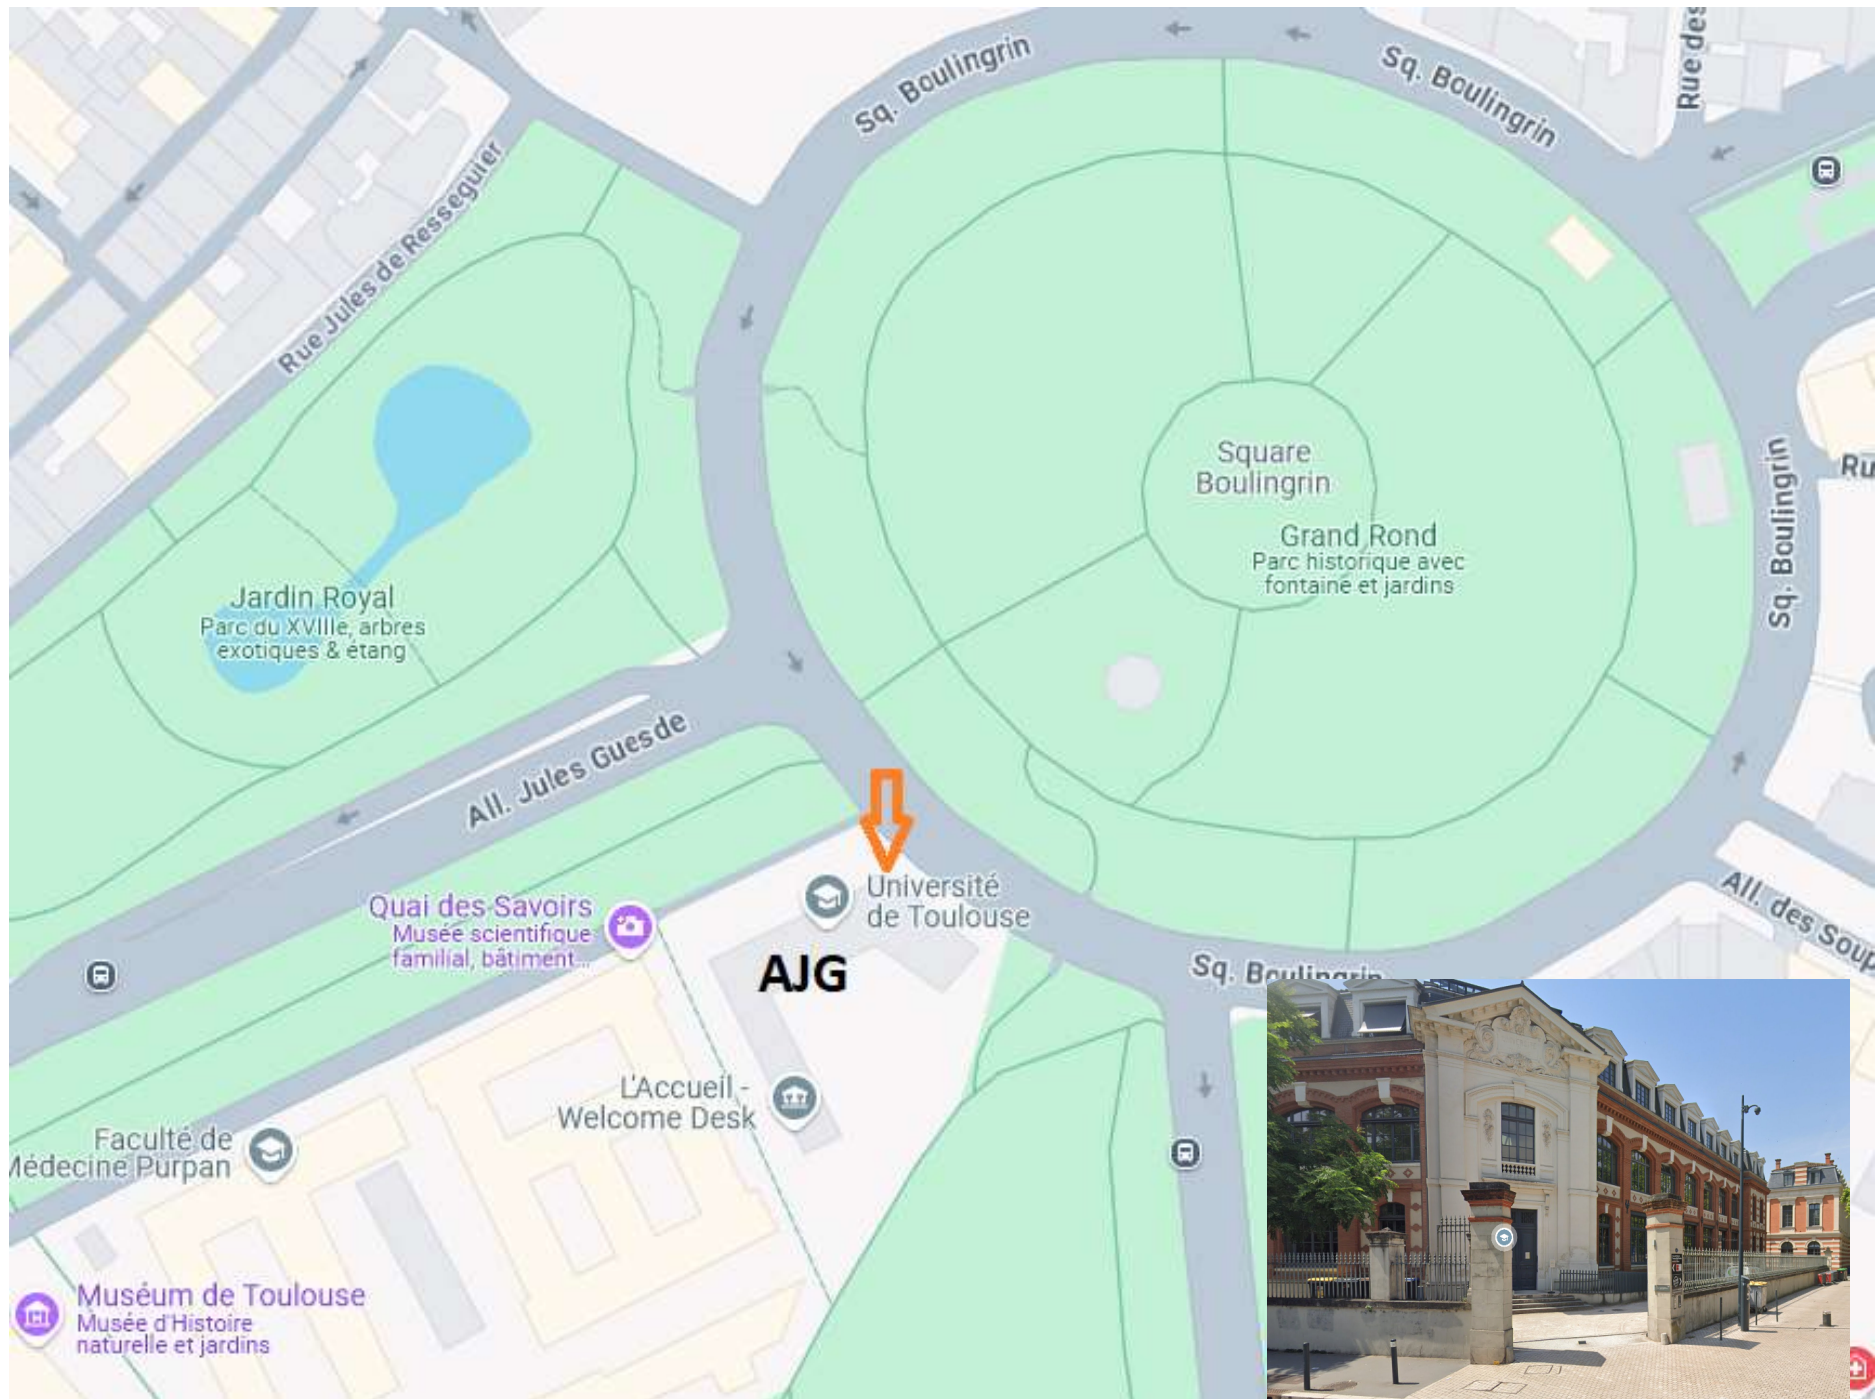 Sq. Boulingrin
Sq. Boulingrin
Rue des
Rue Jules de Resseguier
Square
Boulingrin
Grand Rond
Parc historique avec
fontaine et jardins
Sq. Boulingrin
Ru
Jardin Royal
Parc du XVIIIe, arbres
exotiques & étang
All. Jules Guesde
Université
de Toulouse
Quai des Savoirs
Musée scientifique
familial, bâtiment...
AJG
All. des Soup
Sq. Boulingrin
L'Accueil -
Welcome Desk
Faculté de
Médecine Purpan
Muséum de Toulouse
Musée d'Histoire
naturelle et jardins